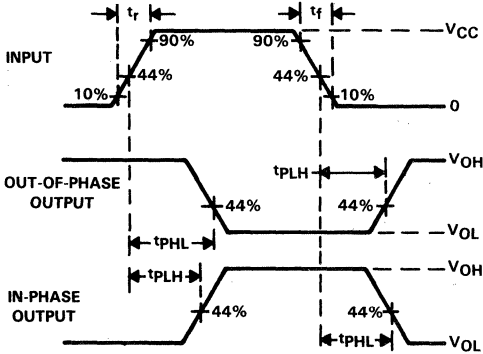 tr tf
90% 90% VCC
INPUT 44% 44%
10% 10% 0
tPLH VOH
OUT-OF-PHASE
OUTPUT 44% 44%
VOL
tPHL
tPLH VOH
IN-PHASE
OUTPUT 44% 44%
tPHL VOL